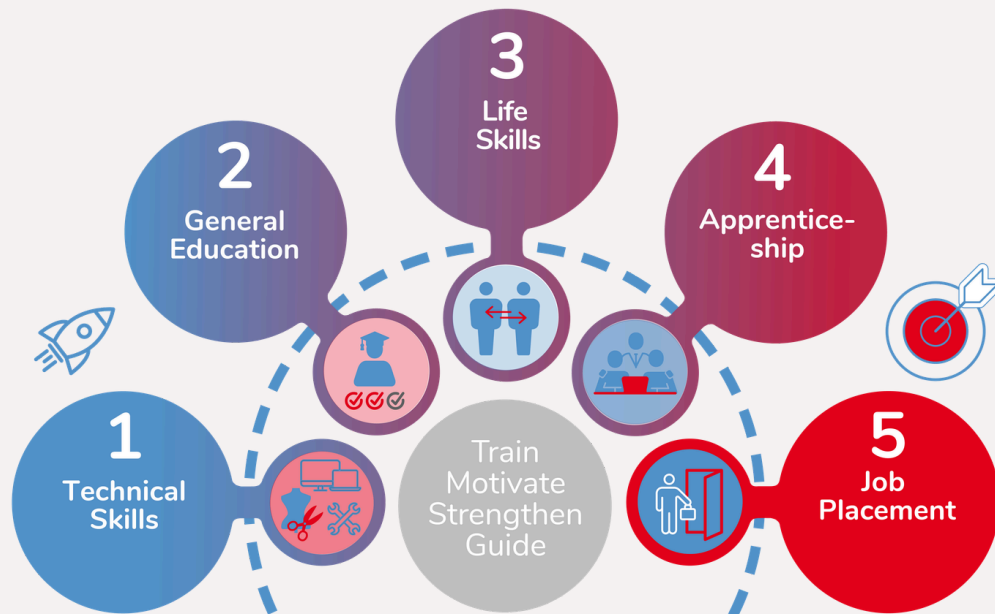 1
Technical
Skills
2
General
Education
3
Life
Skills
4
Apprentice-
ship
5
Job
Placement
Train
Motivate
Strengthen
Guide